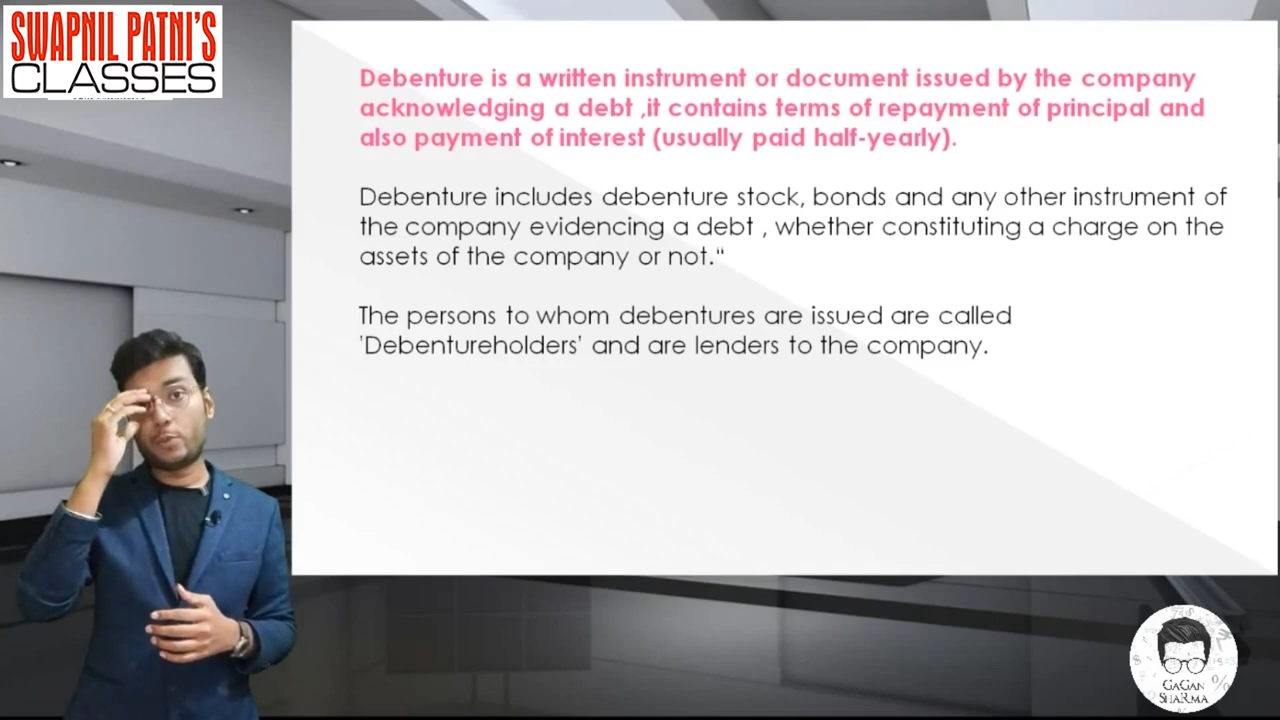 SWAPNIL PATNI'S
CLASSES
Debenture is a written instrument or document issued by the company
acknowledging a debt ,it contains terms of repayment of principal and
also payment of interest (usually paid half-yearly).
Debenture includes debenture stock, bonds and any other instrument of
the company evidencing a debt , whether constituting a charge on the
assets of the company or not."
The persons to whom debentures are issued are called
'Debentureholders' and are lenders to the company.
GaGan
SHaRMa